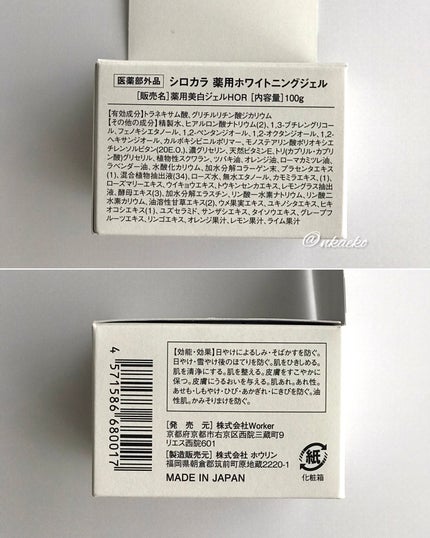 医薬部外品 シロカラ 薬用ホワイトニングジェル
[販売名]薬用美白ジェルHOR [内容量]100g
【有効成分】トラネキサム酸、グリチルリチン酸ジカリウム
【その他の成分】精製水、ヒアルロン酸ナトリウム(2)、1,3-ブチレングリコー
ル、フェノキシエタノール、1,2-ペンタンジオール、1,2-オクタンジオール、1,2-
ヘキサンジオール、カルボキシビニルポリマー、モノステアリン酸ポリオキシエ
チレンソルビタン(20E.O.)、濃グリセリン、天然ビタミンE、トリ(カプリル・カプリ
ン酸)グリセリル、植物性スクワラン、ツバキ油、オレンジ油、ローマカミツレ油、
ラベンダー油、水酸化カリウム、加水分解コラーゲン末、プラセンタエキス
(1)、混合植物抽出液(34)、ローズ水、無水エタノール、カモミラエキス、(1)、
ローズマリーエキス、ウイキョウエキス、トウキンセンカエキス、レモングラス抽出
液、酵母エキス(3)、加水分解エラスチン、リン酸一水素ナトリウム、リン酸二
水素カリウム、油溶性甘草エキス(2)、ウメ果実エキス、ユキノシタエキス、ヒキ
オコシエキス(1)、ユズセラミド、サンザシエキス、タイソウエキス、グレープフ
ルーツエキス、リンゴエキス、オレンジ果汁、レモン果汁、ライム果汁
@nkaeko
【効能・効果】日やけによるしみ・そばかすを防ぐ。
日やけ・雪やけ後のほてりを防ぐ。肌をひきしめる。
肌を清浄にする。肌を整える。皮膚をすこやかに
保つ。皮膚にうるおいを与える。肌あれ。あれ性。
あせも・しもやけ・ひび・あかぎれ・にきびを防ぐ。油
性肌。かみそりまけを防ぐ。
4 571586 680017
[発 売 元] 株式会社Worker
京都府京都市右京区西院三蔵町9
リエス西院601
[製造販売元] 株式会社 ホウリン
福岡県朝倉郡筑前町原地蔵2220-1
MADE IN JAPAN
紙
化粧箱